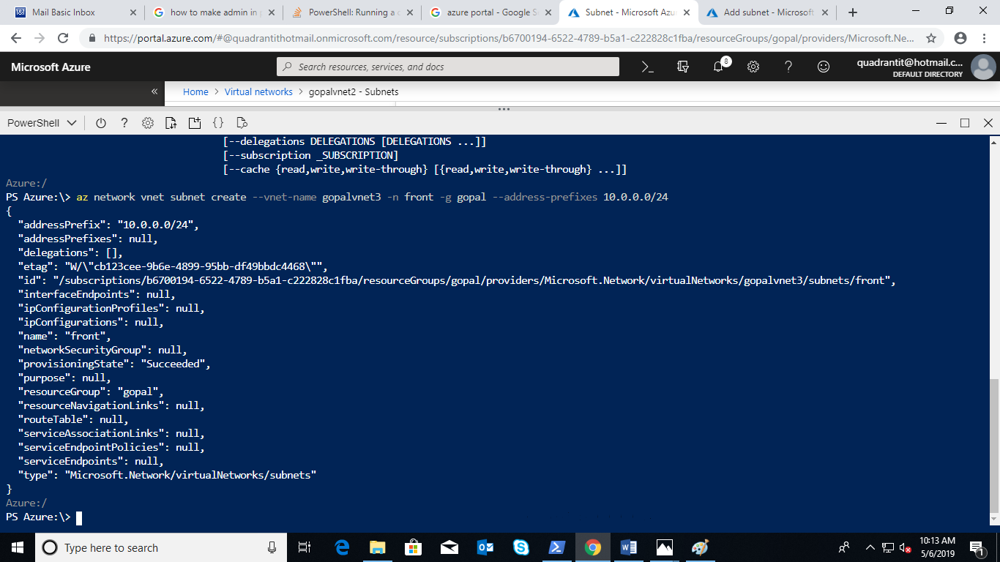 Mail Basic Inbox
how to make admin in
PowerShell: Running a c
azure portal - Google S
Subnet - Microsoft Azu
Add subnet - Microsoft
https://portal.azure.com/#@quadrantithotmail.onmicrosoft.com/resource/subscriptions/b6700194-6522-4789-b5a1-c222828c1fba/resourceGroups/gopal/providers/Microsoft.Ne...
Microsoft Azure
Search resources, services, and docs
8
quadrantit@hotmail.c...
DEFAULT DIRECTORY
Home > Virtual networks > gopalvnet2 - Subnets
PowerShell
[--delegations DELEGATIONS [DELEGATIONS ...]]
[--subscription _SUBSCRIPTION]
[--cache {read,write,write-through} [{read,write,write-through} ...]]
Azure:/
PS Azure:\> az network vnet subnet create --vnet-name gopalvnet3 -n front -g gopal --address-prefixes 10.0.0.0/24
{
"addressPrefix": "10.0.0.0/24",
"addressPrefixes": null,
"delegations": [],
"etag": "W/\"cb123cee-9b6e-4899-95bb-df49bbdc4468\"",
"id": "/subscriptions/b6700194-6522-4789-b5a1-c222828c1fba/resourceGroups/gopal/providers/Microsoft.Network/virtualNetworks/gopalvnet3/subnets/front",
"interfaceEndpoints": null,
"ipConfigurationProfiles": null,
"ipConfigurations": null,
"name": "front",
"networkSecurityGroup": null,
"provisioningState": "Succeeded",
"purpose": null,
"resourceGroup": "gopal",
"resourceNavigationLinks": null,
"routeTable": null,
"serviceAssociationLinks": null,
"serviceEndpointPolicies": null,
"serviceEndpoints": null,
"type": "Microsoft.Network/virtualNetworks/subnets"
}
Azure:/
PS Azure:\>
Type here to search
10:13 AM
5/6/2019
1